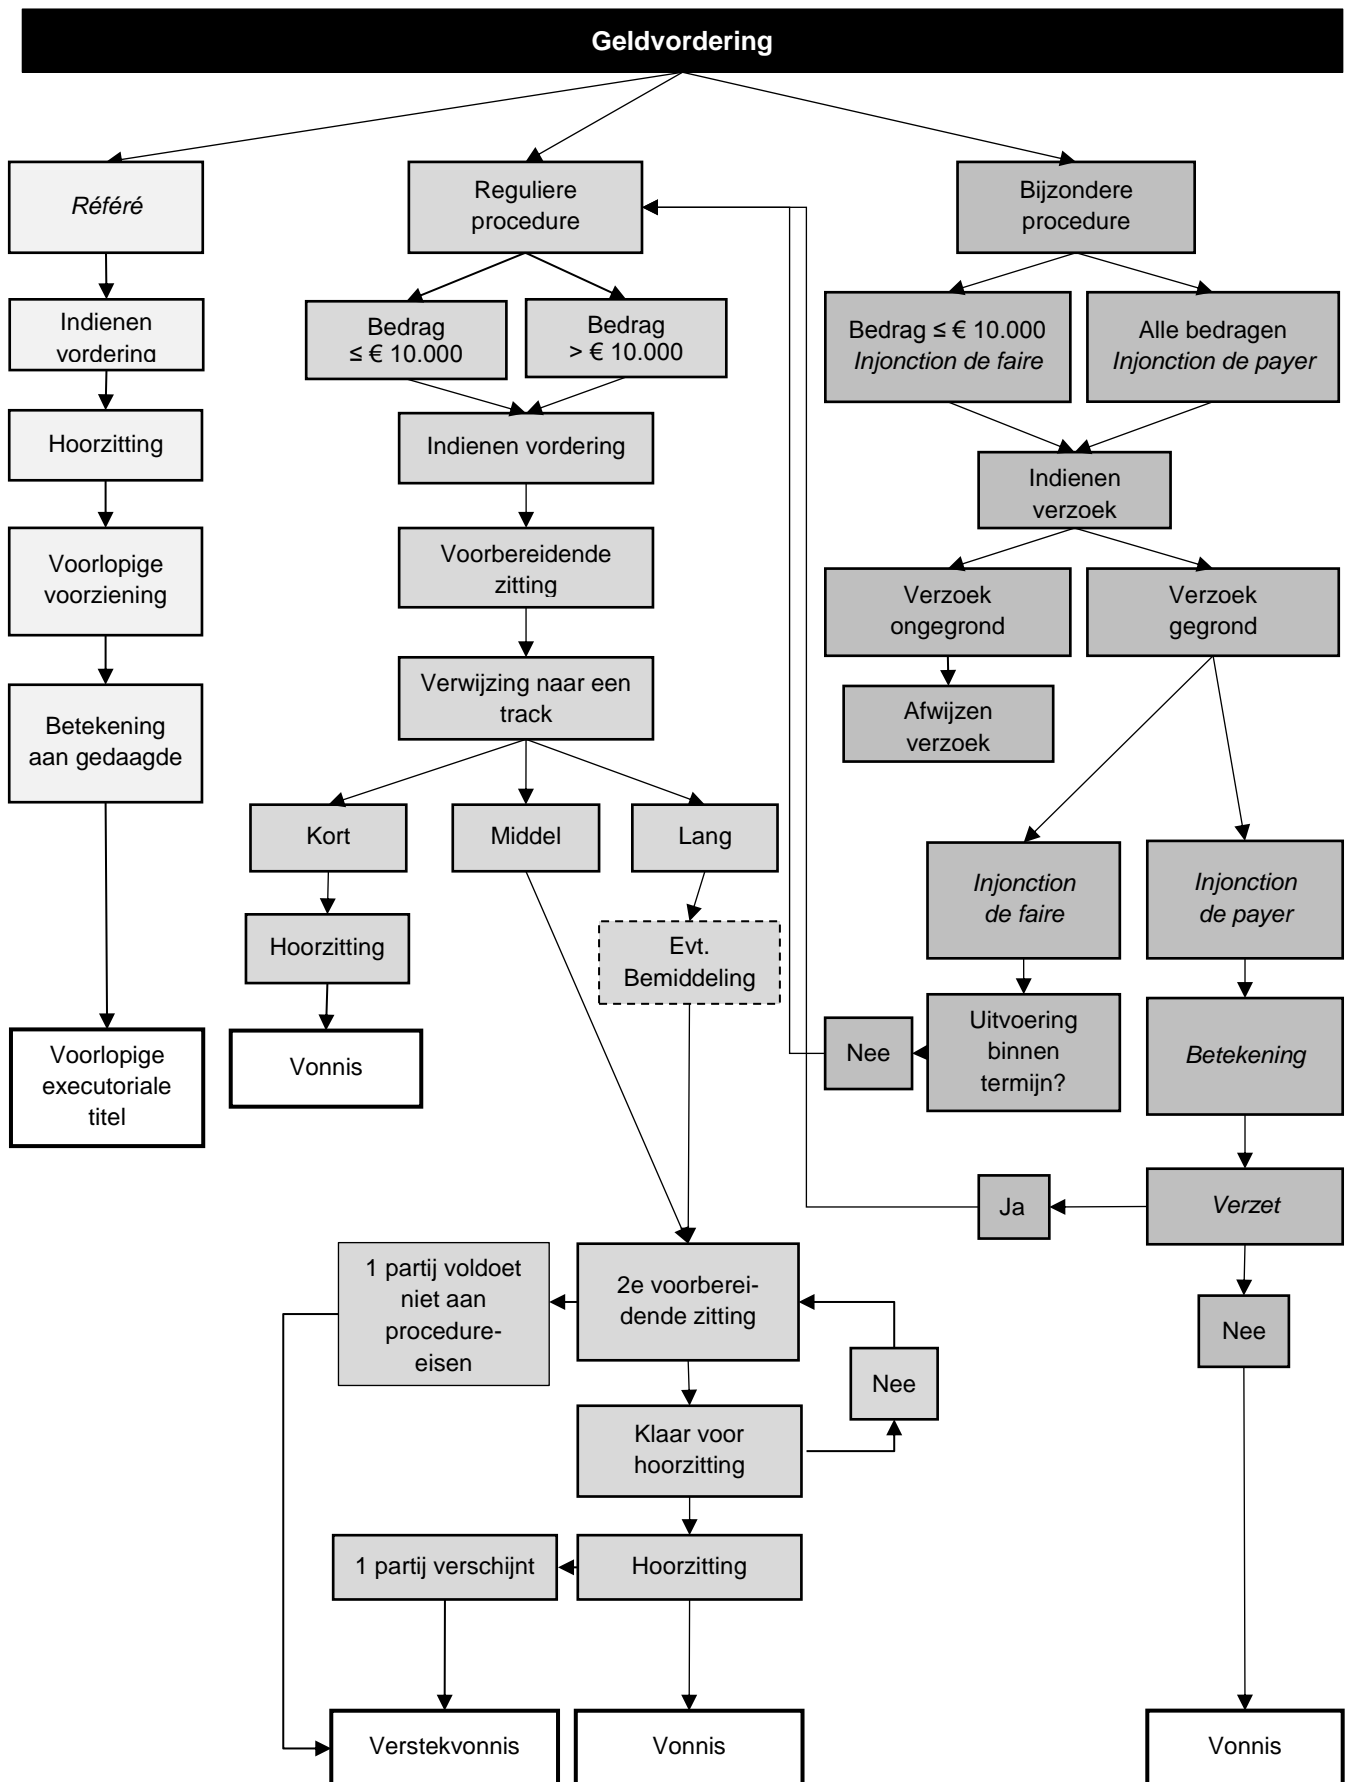 Geldvordering
Référé
Indienen
vordering
Hoorzitting
Voorlopige
voorziening
Betekening
aan gedaagde
Voorlopige
executoriale
titel
Reguliere
procedure
Bedrag
≤ € 10.000
Bedrag
> € 10.000
Indienen vordering
Voorbereidende
zitting
Verwijzing naar een
track
Kort
Middel
Lang
Hoorzitting
Vonnis
Evt.
Bemiddeling
1 partij voldoet
niet aan
procedure-
eisen
2e voorberei-
dende zitting
Nee
Klaar voor
hoorzitting
1 partij verschijnt
Hoorzitting
Verstekvonnis
Vonnis
Bijzondere
procedure
Bedrag ≤ € 10.000
Injonction de faire
Alle bedragen
Injonction de payer
Indienen
verzoek
Verzoek
ongegrond
Verzoek
gegrond
Afwijzen
verzoek
Injonction
de faire
Injonction
de payer
Nee
Uitvoering
binnen
termijn?
Betekening
Ja
Verzet
Nee
Vonnis